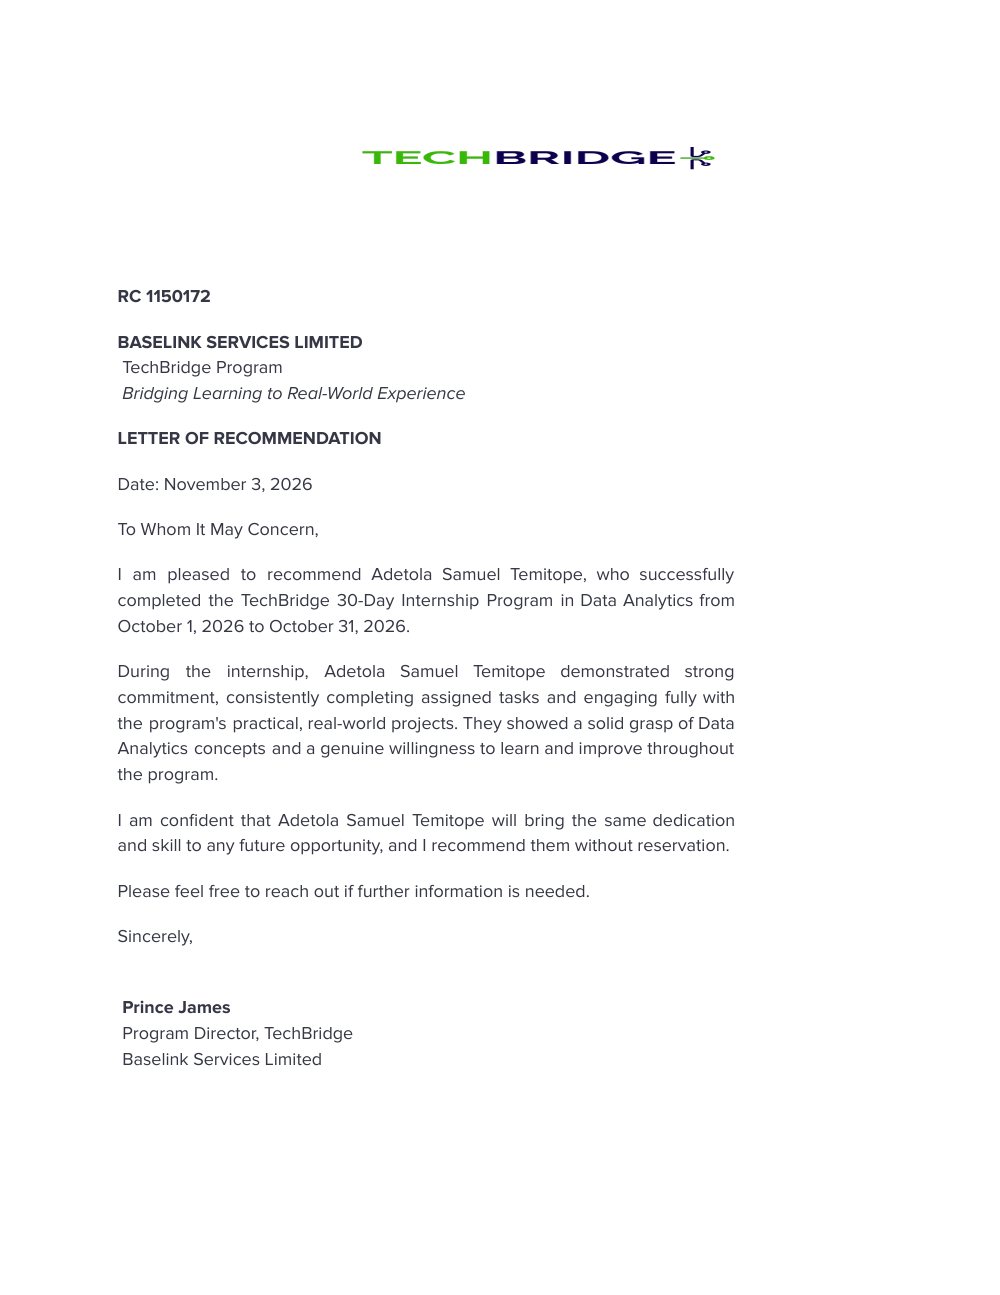 TECHBRIDGE
RC 1150172
BASELINK SERVICES LIMITED
TechBridge Program
Bridging Learning to Real-World Experience
LETTER OF RECOMMENDATION
Date: November 3, 2026
To Whom It May Concern,
I am pleased to recommend Adetola Samuel Temitope, who successfully
completed the TechBridge 30-Day Internship Program in Data Analytics from
October 1, 2026 to October 31, 2026.
During the internship, Adetola Samuel Temitope demonstrated strong
commitment, consistently completing assigned tasks and engaging fully with
the program's practical, real-world projects. They showed a solid grasp of Data
Analytics concepts and a genuine willingness to learn and improve throughout
the program.
I am confident that Adetola Samuel Temitope will bring the same dedication
and skill to any future opportunity, and I recommend them without reservation.
Please feel free to reach out if further information is needed.
Sincerely,
Prince James
Program Director, TechBridge
Baselink Services Limited